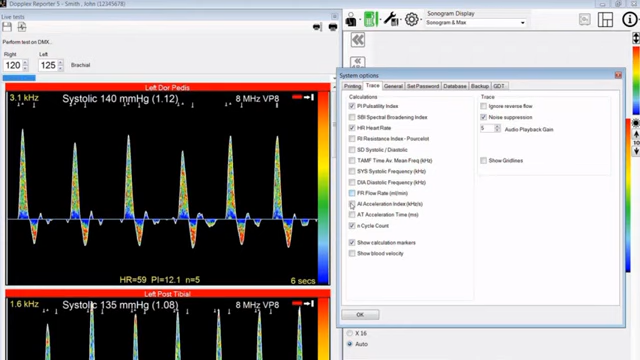 Dopplex Reporter 5 - Smith , John (12345678)
Live tests
Perform test on DMX...
Right Left
120 125 Brachial
Left Dor Pedis
3.1 kHz Systolic 140 mmHg (1.12) 8 MHz VP8
HR=59 PI=12.1 n=5 6 secs
Left Post Tibial
1.6 kHz Systolic 135 mmHg (1.08) 8 MHz VP8
Sonogram Display
Sonogram & Max
System options
Printing Trace General Set Password Database Backup GDT
Calculations
PI Pulsatility Index
SBI Spectral Broadening Index
HR Heart Rate
RI Resistance Index - Pourcelot
SD Systolic / Diastolic
TAMF Time Av. Mean Freq (kHz)
SYS Systolic Frequency (kHz)
DIA Diastolic Frequency (kHz)
FR Flow Rate (ml/min)
AI Acceleration Index (kHz/s)
AT Acceleration Time (ms)
n Cycle Count
Show calculation markers
Show blood velocity
Trace
Ignore reverse flow
Noise suppression
5 Audio Playback Gain
Show Gridlines
OK
10
X 16
Auto